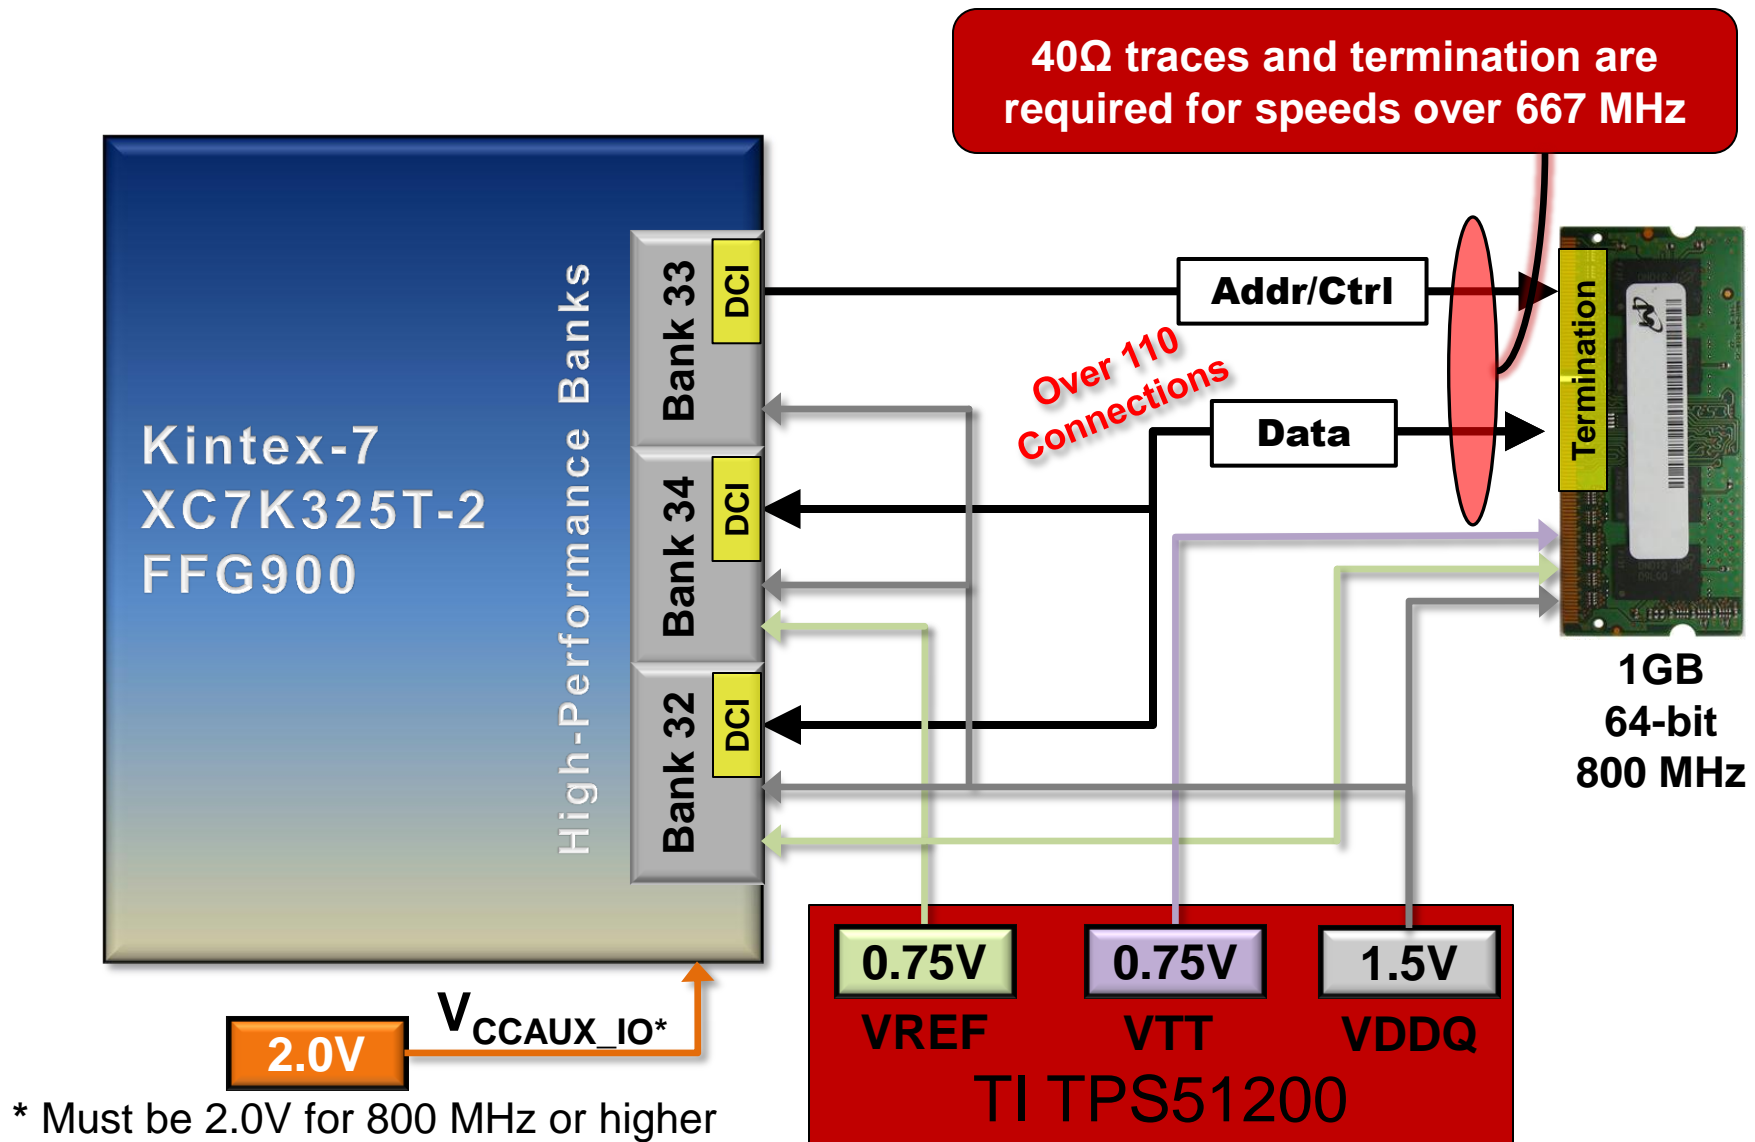 40Ω traces and termination are
required for speeds over 667 MHz
Kintex-7
XC7K325T-2
FFG900
High-Performance Banks
Bank 33
DCI
Bank 34
DCI
Bank 32
DCI
Addr/Ctrl
Over 110
Connections
Data
Termination
1GB
64-bit
800 MHz
0.75V
0.75V
1.5V
VREF
VTT
VDDQ
TI TPS51200
2.0V
VCCAUX_IO*
* Must be 2.0V for 800 MHz or higher